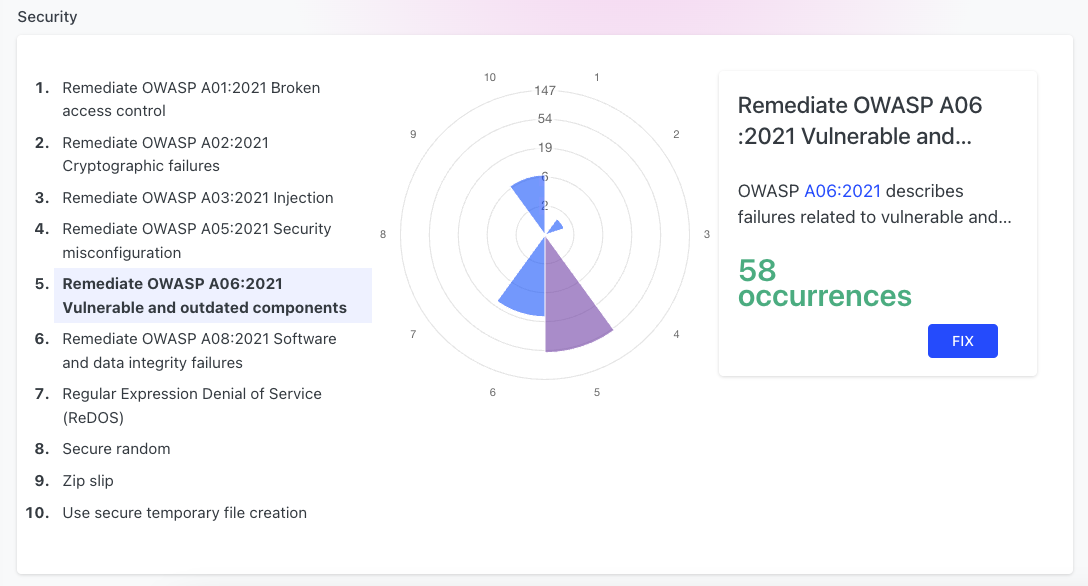 Security
1. Remediate OWASP A01:2021 Broken
access control
2. Remediate OWASP A02:2021
Cryptographic failures
3. Remediate OWASP A03:2021 Injection
4. Remediate OWASP A05:2021 Security
misconfiguration
5. Remediate OWASP A06:2021
Vulnerable and outdated components
6. Remediate OWASP A08:2021 Software
and data integrity failures
7. Regular Expression Denial of Service
(ReDOS)
8. Secure random
9. Zip slip
10. Use secure temporary file creation
10
1
147
54
9
2
19
6
2
8
3
7
4
6
5
Remediate OWASP A06
:2021 Vulnerable and...
OWASP A06:2021 describes
failures related to vulnerable and...
58
occurrences
FIX